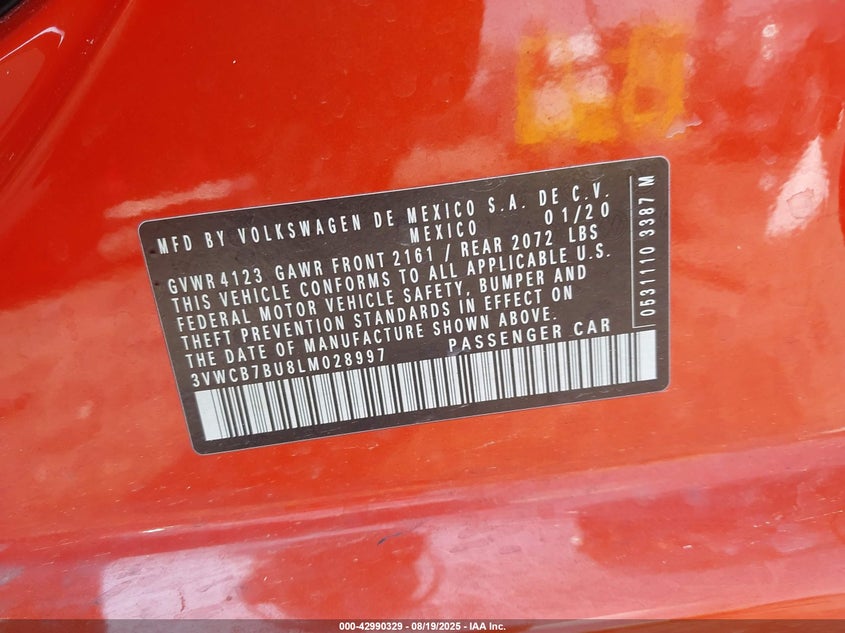 MFD BY VOLKSWAGEN DE MEXICO S.A. DE C.V.
MEXICO 01/20
GVWR 4123 GAWR FRONT 2161 / REAR 2072 LBS
THIS VEHICLE CONFORMS TO ALL APPLICABLE U.S.
FEDERAL MOTOR VEHICLE SAFETY, BUMPER AND
THEFT PREVENTION STANDARDS IN EFFECT ON
THE DATE OF MANUFACTURE SHOWN ABOVE.
3VWCB7BU8LM028997 PASSENGER CAR
0531110 3387 M
000-42990329 - 08/19/2025 - IAA Inc.